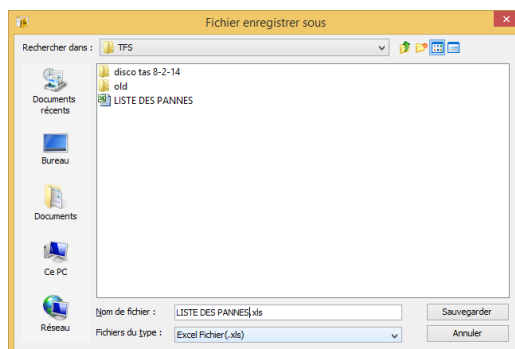 Fichier enregistrer sous
Rechercher dans : TFS
disco tas 8-2-14
old
LISTE DES PANNES
Documents
récents
Bureau
Documents
Ce PC
Réseau
Nom de fichier : LISTE DES PANNES.xls Sauvegarder
Fichiers du type : Excel Fichier(.xls) Annuler